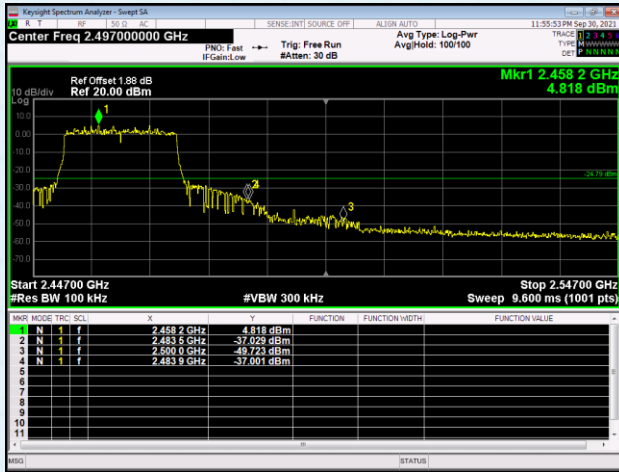 Keysight Spectrum Analyzer - Swept SA
R T RF 50 Ω AC SENSE:INT SOURCE OFF ALIGN AUTO 11:55:53 PM Sep 30, 2021
Center Freq 2.497000000 GHz Avg Type: Log-Pwr TRACE 1 2 3 4 5 6
PNO: Fast Trig: Free Run Avg|Hold: 100/100 TYPE M W W W W W
IFGain:Low #Atten: 30 dB DET P N N N N N
Mkr1 2.458 2 GHz
Ref Offset 1.88 dB
10 dB/div Ref 20.00 dBm 4.818 dBm
Log
1
10.0
0.00
-10.0
-20.0
-24.79 dBm
-30.0
2
-40.0
3
-50.0
-60.0
-70.0
Start 2.44700 GHz Stop 2.54700 GHz
#Res BW 100 kHz #VBW 300 kHz Sweep 9.600 ms (1001 pts)
MKR MODE TRC SCL X Y FUNCTION FUNCTION WIDTH FUNCTION VALUE
1 N 1 f 2.458 2 GHz 4.818 dBm
2 N 1 f 2.483 5 GHz -37.029 dBm
3 N 1 f 2.500 0 GHz -49.723 dBm
4 N 1 f 2.483 9 GHz -37.001 dBm
5
6
7
8
9
10
11
MSG STATUS